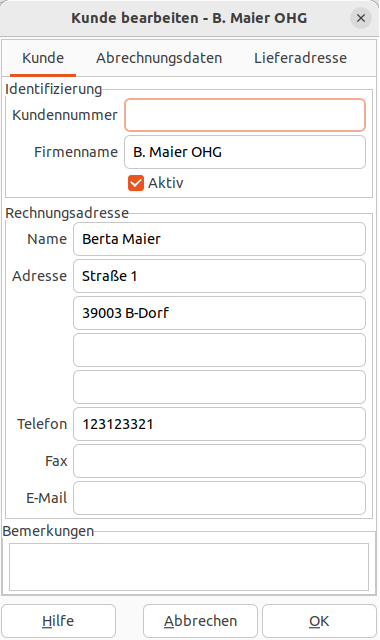 Kunde bearbeiten - B. Maier OHG
Kunde Abrechnungsdaten Lieferadresse
Identifizierung
Kundennummer
Firmenname B. Maier OHG
Aktiv
Rechnungsadresse
Name Berta Maier
Adresse Straße 1
39003 B-Dorf
Telefon 123123321
Fax
E-Mail
Bemerkungen
Hilfe Abbrechen OK